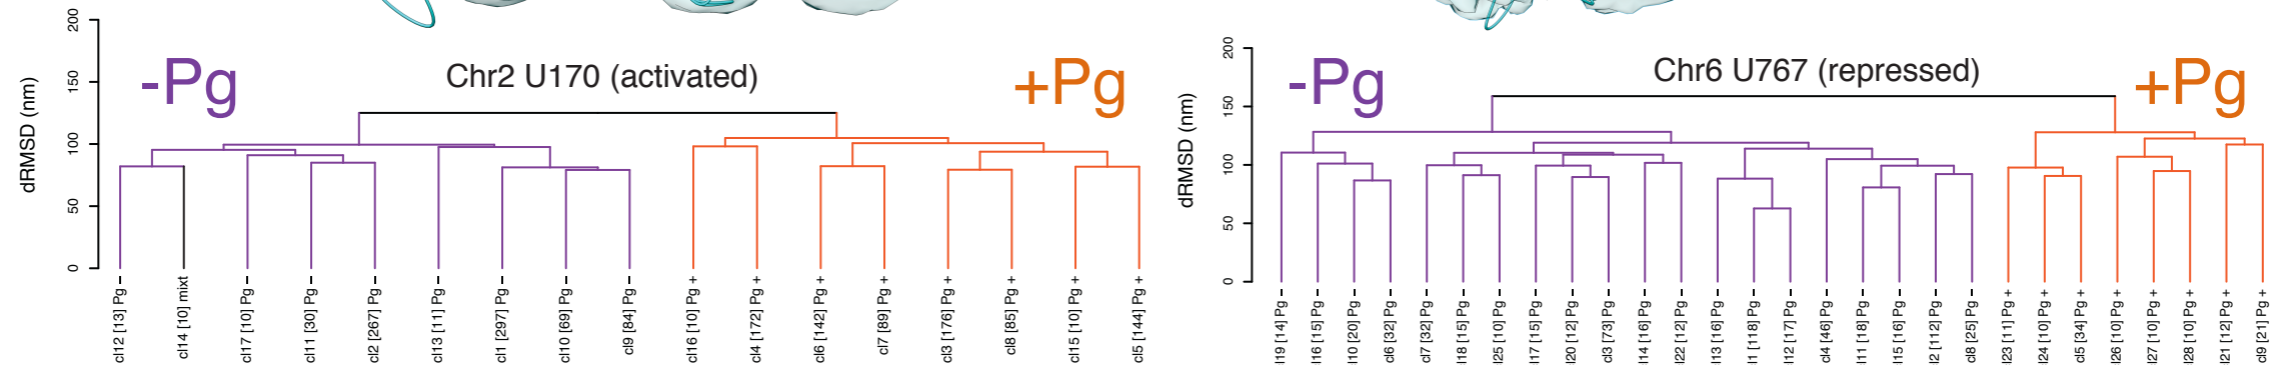 dRMSD (nm)
200
150
100
50
0
-Pg
Chr2 U170 (activated)
+Pg
cl12 [13] Pg -
cl14 [10] mixt
cl17 [10] Pg -
cl11 [30] Pg -
cl2 [267] Pg -
cl13 [11] Pg -
cl1 [297] Pg -
cl10 [69] Pg -
cl9 [84] Pg -
cl16 [10] Pg +
cl4 [172] Pg +
cl6 [142] Pg +
cl7 [89] Pg +
cl3 [176] Pg +
cl8 [85] Pg +
cl15 [10] Pg +
cl5 [144] Pg +
dRMSD (nm)
200
150
100
50
0
-Pg
Chr6 U767 (repressed)
+Pg
l19 [14] Pg
l16 [15] Pg
l10 [20] Pg
cl6 [32] Pg
cl7 [32] Pg
l18 [15] Pg
l25 [10] Pg
l17 [15] Pg
l20 [12] Pg
cl3 [73] Pg
l14 [16] Pg
l22 [12] Pg
l13 [16] Pg
l1 [118] Pg
l12 [17] Pg
cl4 [46] Pg
l11 [18] Pg
l15 [16] Pg
l2 [112] Pg
cl8 [25] Pg
l23 [11] Pg +
l24 [10] Pg +
cl5 [34] Pg +
l26 [10] Pg +
l27 [10] Pg +
l28 [10] Pg +
l21 [12] Pg +
cl9 [21] Pg +